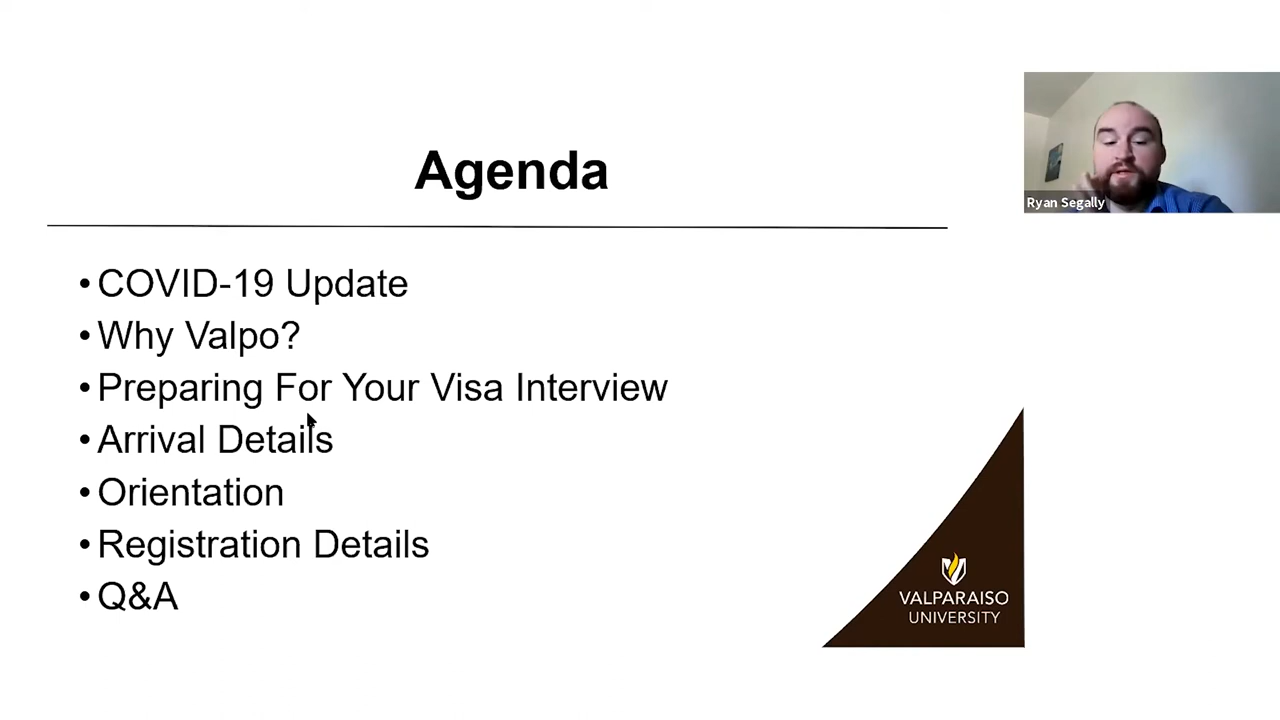 Agenda
• COVID-19 Update
• Why Valpo?
• Preparing For Your Visa Interview
• Arrival Details
• Orientation
• Registration Details
• Q&A
Ryan Segally
VALPARAISO
UNIVERSITY